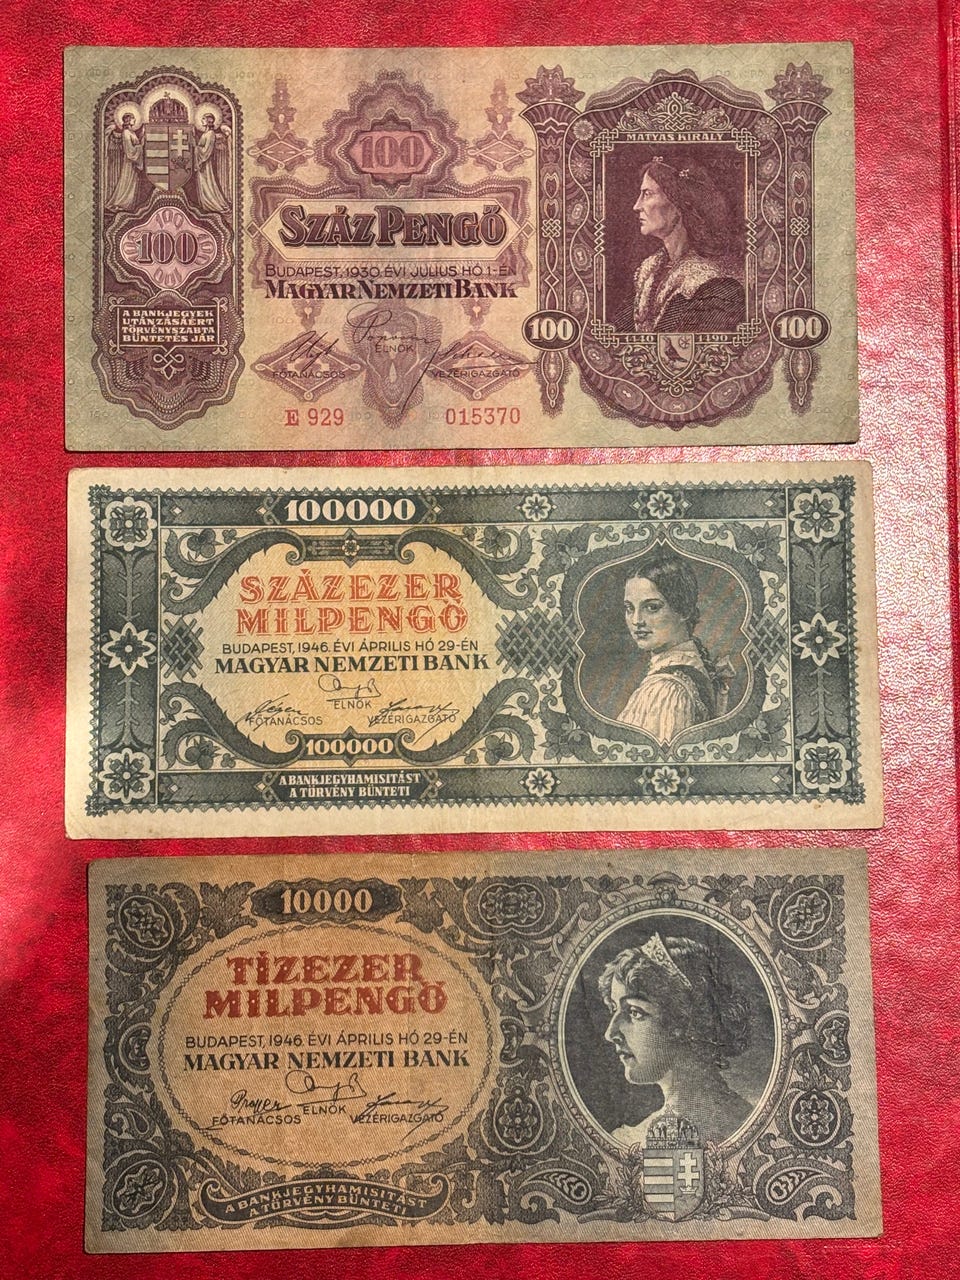 100
SZÁZ PENGŐ
BUDAPEST, 1930. ÉVI JULIUS HÓ 1-ÉN
MAGYAR NEMZETI BANK
ELNÖK
FŐTANÁCSOS
VEZÉRIGAZGATÓ
E 929
015370
100
100
A BANKJEGYEK
UTÁNZÁSÁÉRT
TÖRVÉNYSZABTA
BÜNTETÉS JÁR
MÁTYÁS KIRÁLY
100
100
1440 1490
100000
SZÁZEZER
MILPENGŐ
BUDAPEST, 1946. ÉVI ÁPRILIS HÓ 29-ÉN
MAGYAR NEMZETI BANK
ELNÖK
FŐTANÁCSOS
VEZÉRIGAZGATÓ
100000
A BANKJEGYHAMISITÁST
A TÖRVÉNY BÜNTETI
10000
TÍZEZER
MILPENGŐ
BUDAPEST, 1946. ÉVI ÁPRILIS HÓ 29-ÉN
MAGYAR NEMZETI BANK
ELNÖK
FŐTANÁCSOS
VEZÉRIGAZGATÓ
A BANKJEGYHAMISITÁST
A TÖRVÉNY BÜNTETI